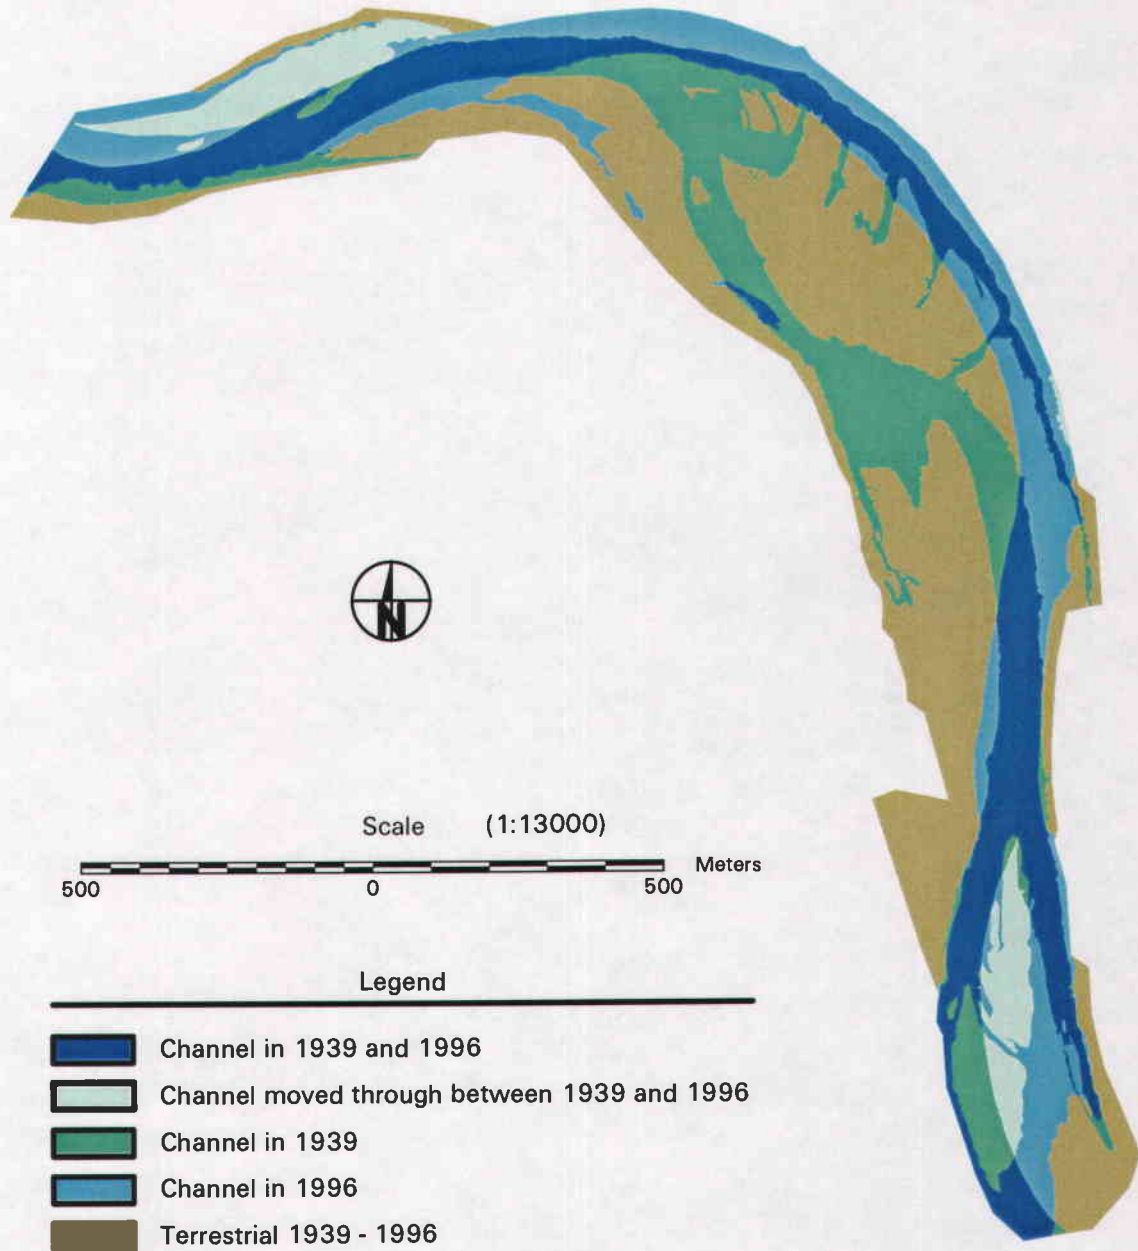 N
Scale (1:13000)
500 0 500 Meters
Legend
Channel in 1939 and 1996
Channel moved through between 1939 and 1996
Channel in 1939
Channel in 1996
Terrestrial 1939 - 1996